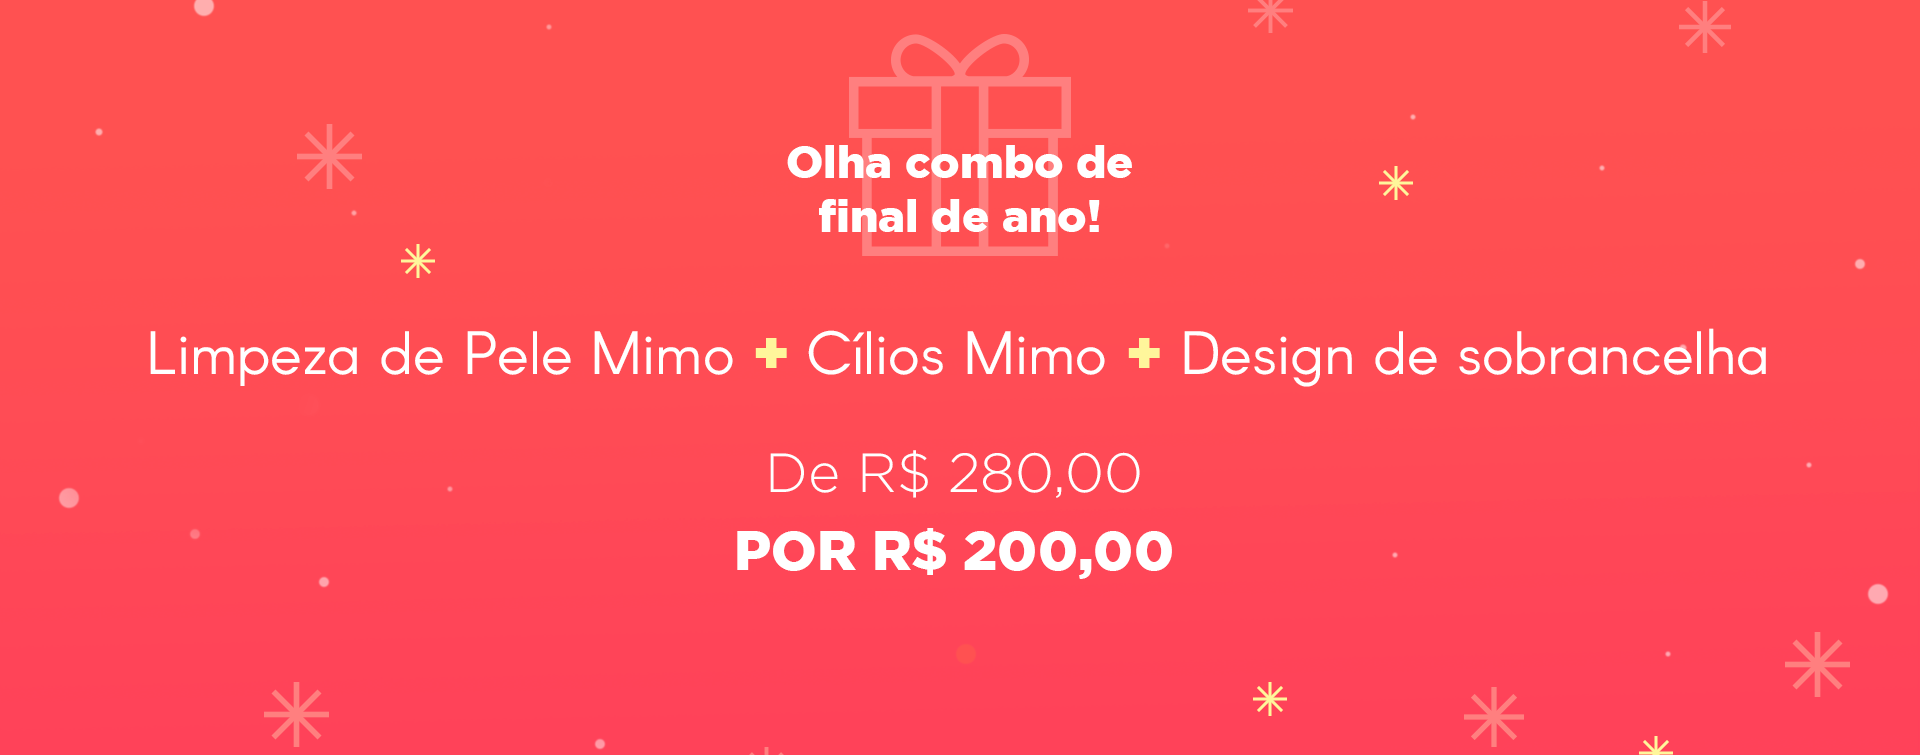 Olha combo de
final de ano!
Limpeza de Pele Mimo + Cílios Mimo + Design de sobrancelha
De R$ 280,00
POR R$ 200,00